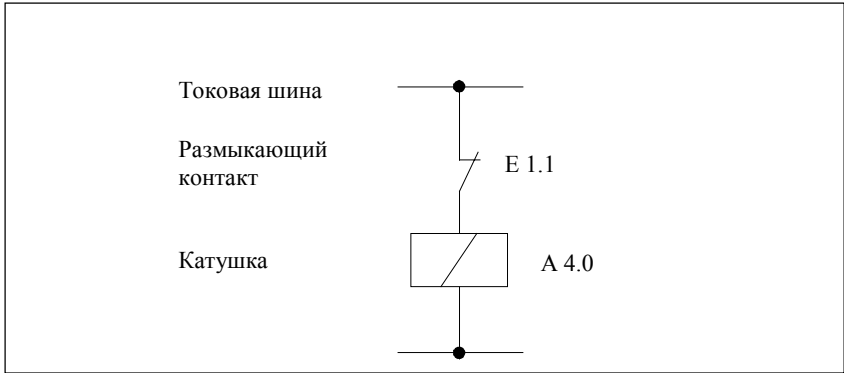 Токовая шина
Размыкающий
контакт
E 1.1
Катушка
A 4.0